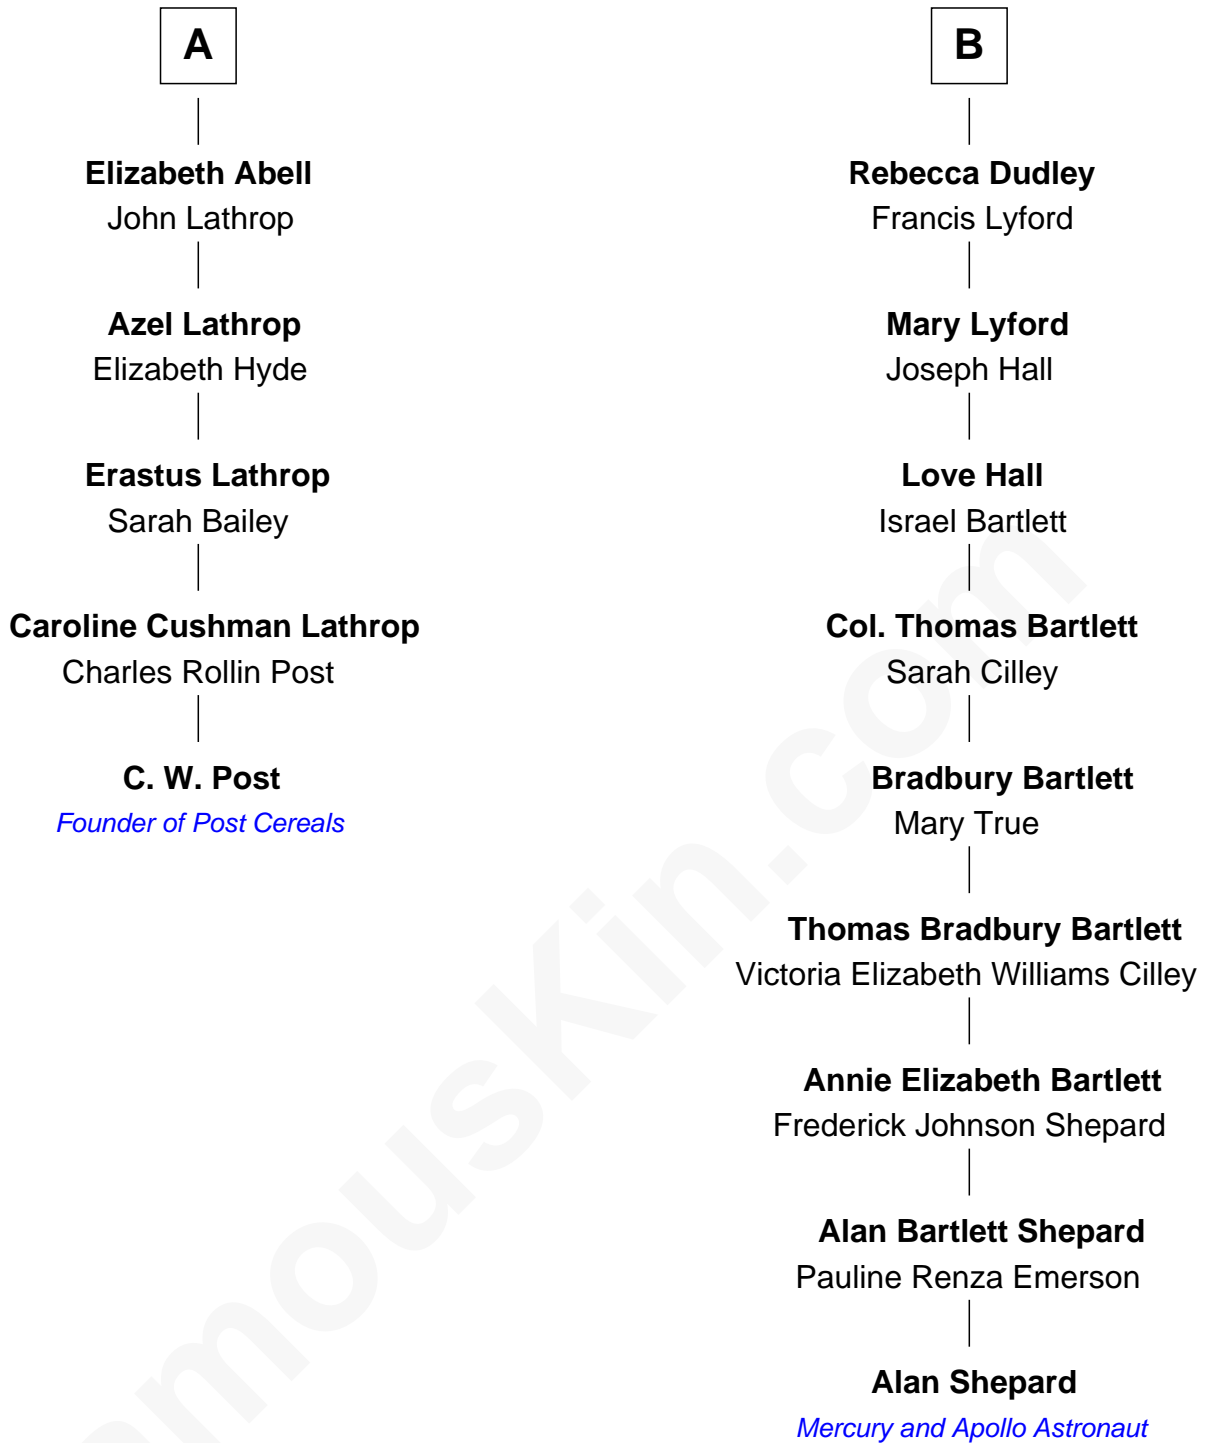 A
Elizabeth Abell
John Lathrop
Azel Lathrop
Elizabeth Hyde
Erastus Lathrop
Sarah Bailey
Caroline Cushman Lathrop
Charles Rollin Post
C. W. Post
Founder of Post Cereals
B
Rebecca Dudley
Francis Lyford
Mary Lyford
Joseph Hall
Love Hall
Israel Bartlett
Col. Thomas Bartlett
Sarah Cilley
Bradbury Bartlett
Mary True
Thomas Bradbury Bartlett
Victoria Elizabeth Williams Cilley
Annie Elizabeth Bartlett
Frederick Johnson Shepard
Alan Bartlett Shepard
Pauline Renza Emerson
Alan Shepard
Mercury and Apollo Astronaut
amouskin.com